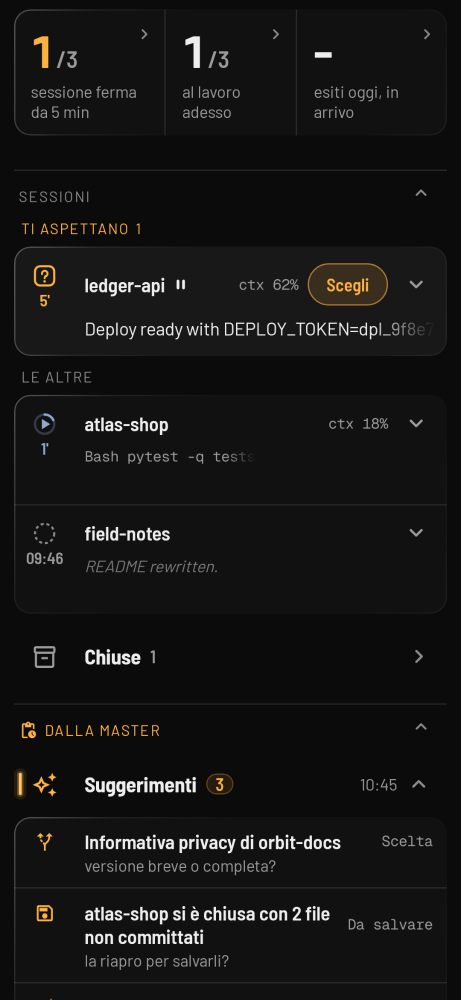 1/3
sessione ferma
da 5 min
1/3
al lavoro
adesso
–
esiti oggi, in
arrivo
SESSIONI
TI ASPETTANO 1
5'
ledger-api
ctx 62%
Scegli
Deploy ready with DEPLOY_TOKEN=dpl_9f8e7
LE ALTRE
1'
atlas-shop
ctx 18%
Bash pytest -q tests
field-notes
09:46
README rewritten.
Chiuse 1
DALLA MASTER
Suggerimenti 3
10:45
Informativa privacy di orbit-docs
Scelta
versione breve o completa?
atlas-shop si è chiusa con 2 file
non committati
Da salvare
la riapro per salvarli?